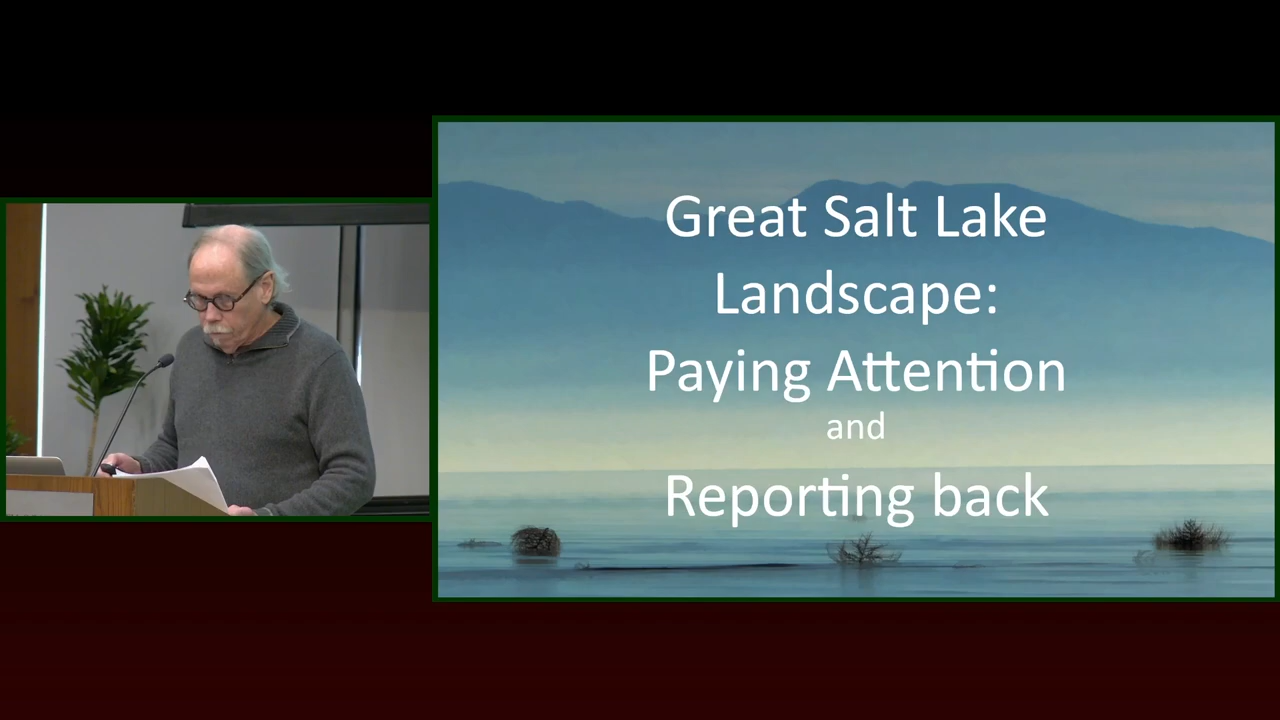 Great Salt Lake
Landscape:
Paying Attention
and
Reporting back